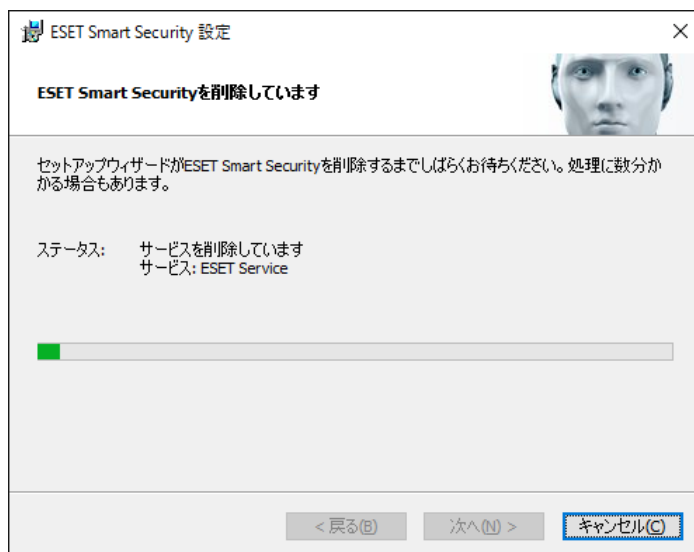 ESET Smart Security 設定
ESET Smart Securityを削除しています
セットアップウィザードがESET Smart Securityを削除するまでしばらくお待ちください。処理に数分か
かる場合もあります。
ステータス: サービスを削除しています
サービス: ESET Service
< 戻る(B) 次へ(N) > キャンセル(C)